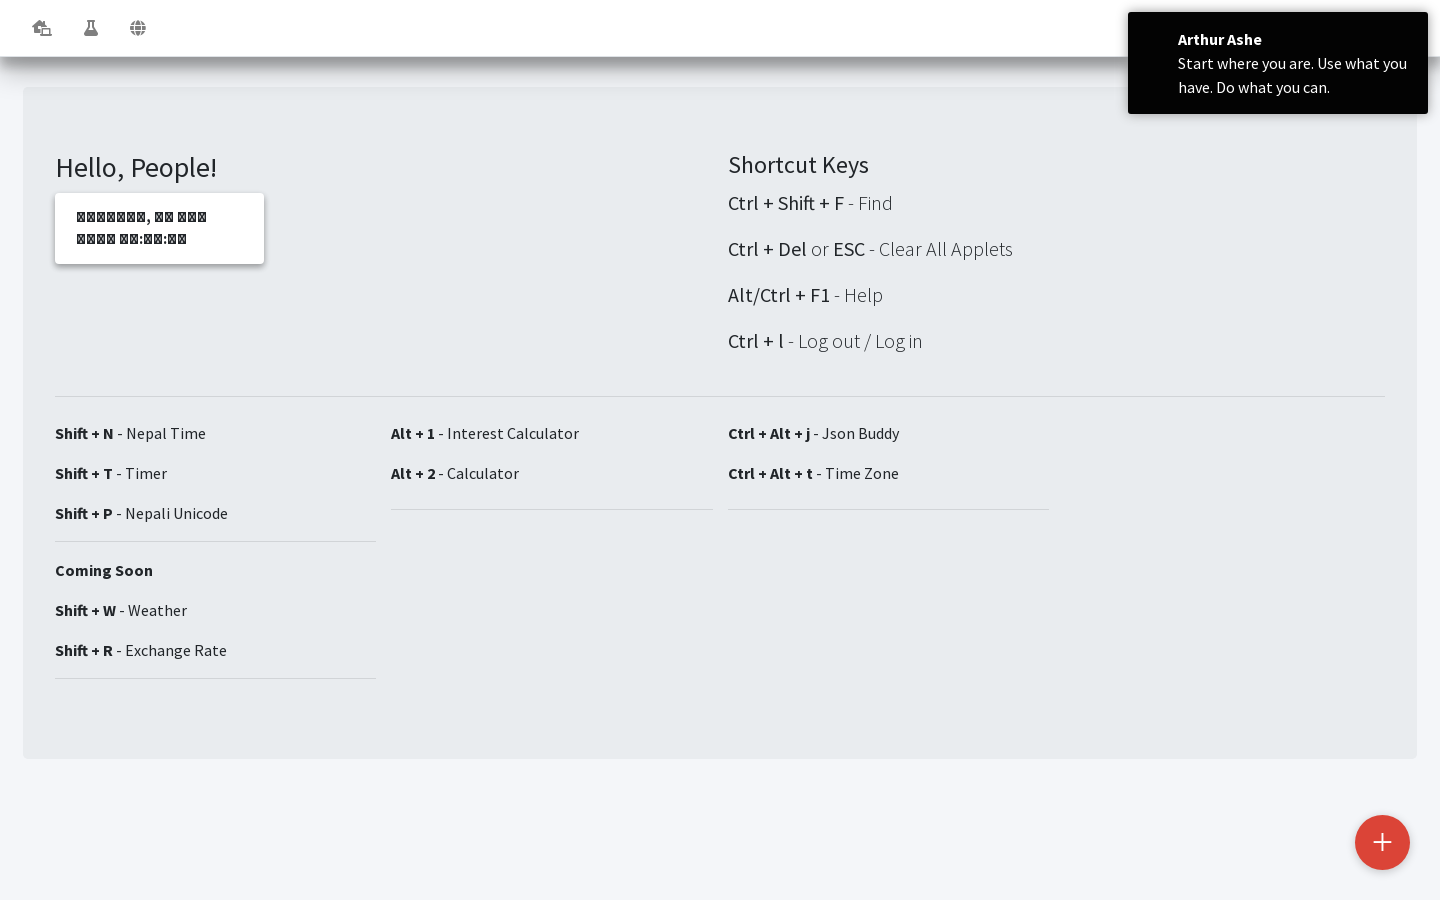 Arthur Ashe
Start where you are. Use what you
have. Do what you can.
Hello, People!
Shortcut Keys
Ctrl + Shift + F - Find
Ctrl + Del or ESC - Clear All Applets
Alt/Ctrl + F1 - Help
Ctrl + l - Log out / Log in
Shift + N - Nepal Time
Shift + T - Timer
Shift + P - Nepali Unicode
Alt + 1 - Interest Calculator
Alt + 2 - Calculator
Ctrl + Alt + j - Json Buddy
Ctrl + Alt + t - Time Zone
Coming Soon
Shift + W - Weather
Shift + R - Exchange Rate